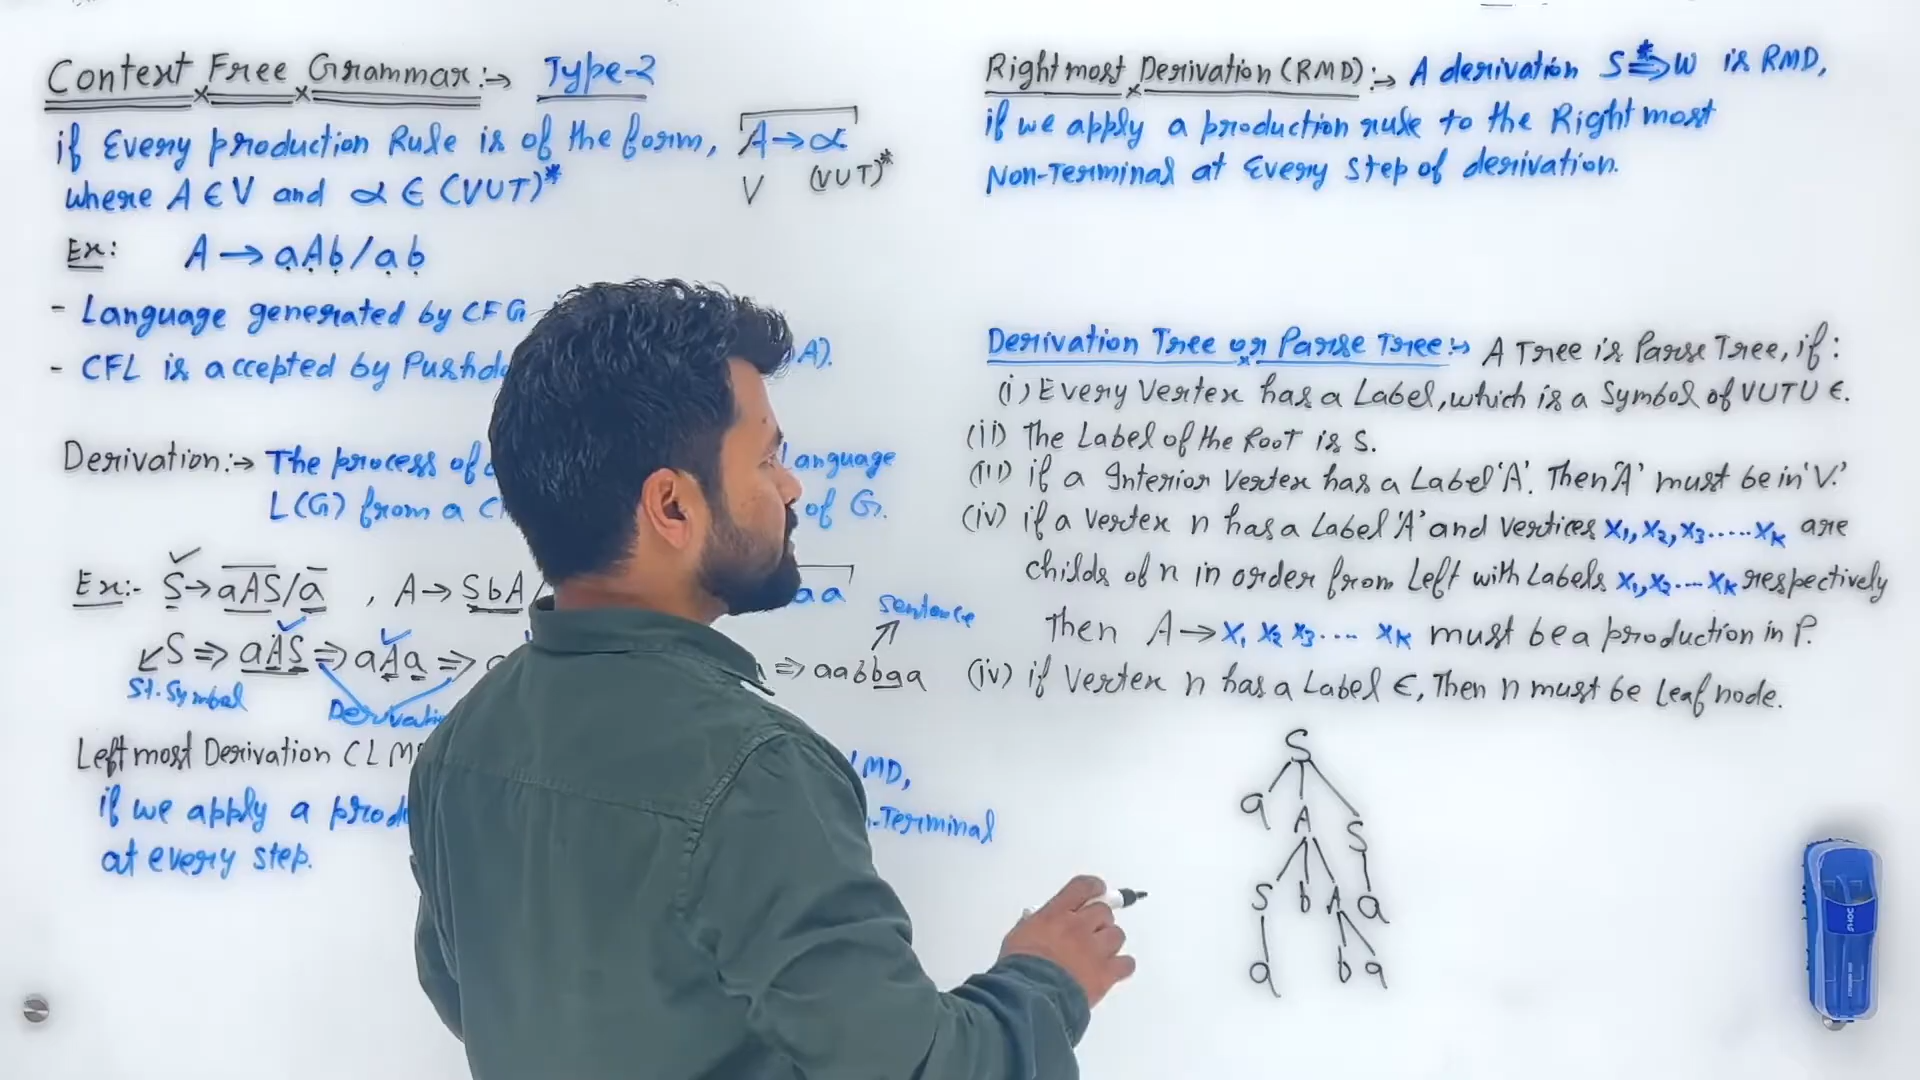 Context Free Grammar :→ Type-2
if Every production Rule is of the form, A → α
where A ∈ V and α ∈ (VUT)*
V (VUT)*
Ex: A → aAb / ab
- Language generated by CFG
- CFL is accepted by A).
Derivation :→ The process of Language
L(G) from a of G.
Ex:- S → aAS/a , A → SbA/ aa
sentence
S ⇒ aAS ⇒ aAa ⇒ ⇒ aabbaa
St. Symbol
Left most Derivation LMD,
if we apply a -Terminal
at every step.
Right most Derivation (RMD) :→ A derivation S *⇒ W is RMD,
if we apply a production rule to the Right most
Non-Terminal at Every Step of derivation.
Derivation Tree or Parse Tree :→ A Tree is Parse Tree, if :
(i) Every Vertex has a Label, which is a Symbol of VUTU ϵ.
(ii) The Label of the Root is S.
(iii) if a Interior Vertex has a Label 'A'. Then 'A' must be in 'V'.
(iv) if a Vertex n has a Label 'A' and Vertices X1, X2, X3.....XK are
childs of n in order from Left with Labels X1, X2 --- XK respectively
Then A → X1 X2 X3 .... XK must be a production in P.
(iv) if Vertex n has a Label ϵ, Then n must be Leaf node.
S
a A S
S b A a
a b a